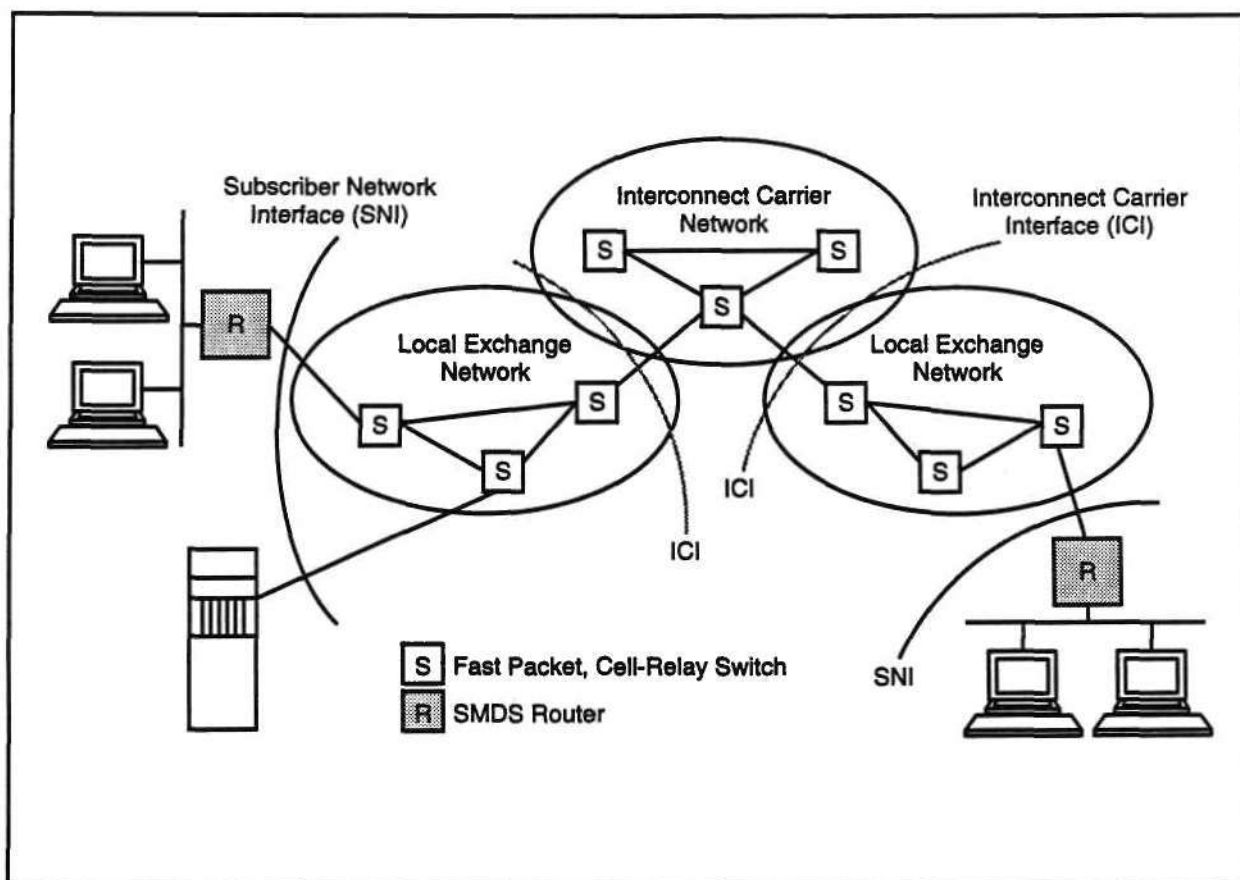 Subscriber Network
Interface (SNI)
Interconnect Carrier
Network
Interconnect Carrier
Interface (ICI)
S
S
S
R
Local Exchange
Network
Local Exchange
Network
S
S
S
S
S
S
ICI
ICI
R
SNI
S Fast Packet, Cell-Relay Switch
R SMDS Router